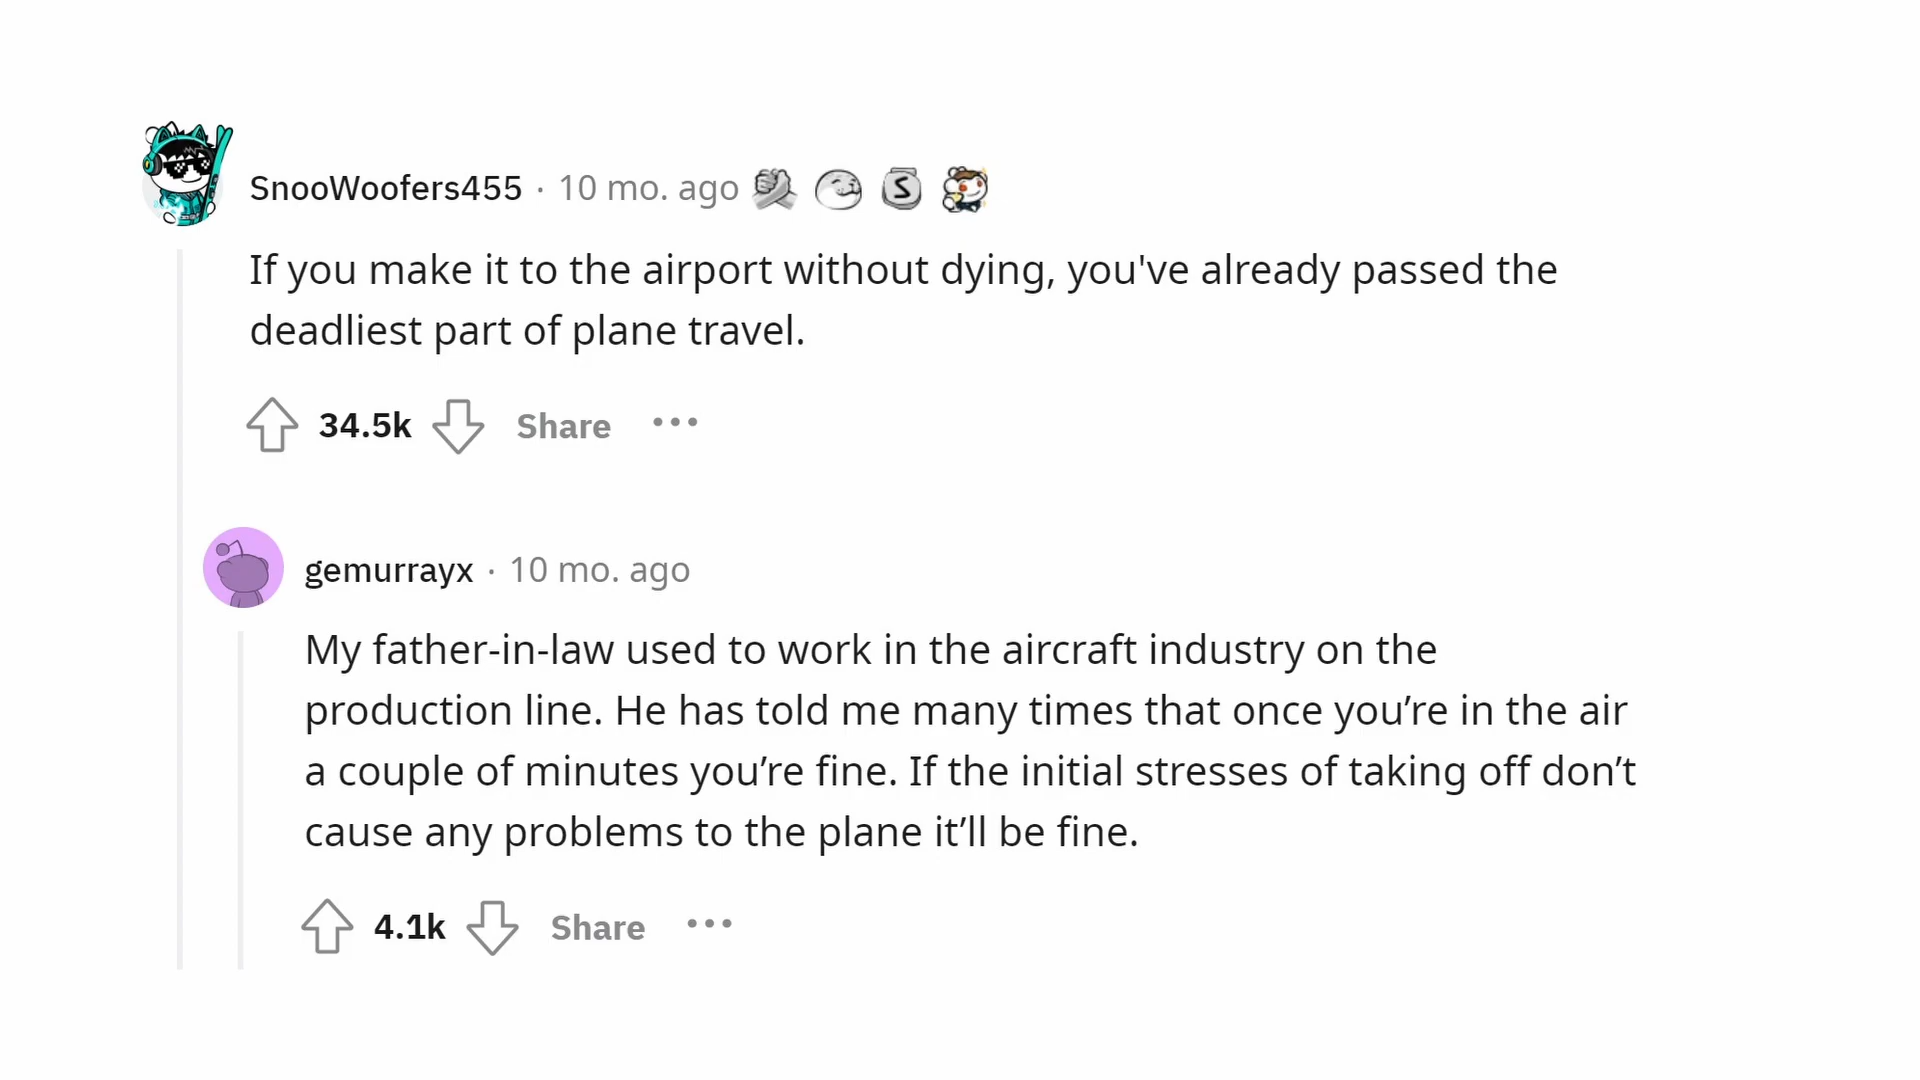 SnooWoofers455 · 10 mo. ago
If you make it to the airport without dying, you've already passed the
deadliest part of plane travel.
34.5k Share ···
gemurrayx · 10 mo. ago
My father-in-law used to work in the aircraft industry on the
production line. He has told me many times that once you’re in the air
a couple of minutes you’re fine. If the initial stresses of taking off don’t
cause any problems to the plane it’ll be fine.
4.1k Share ···